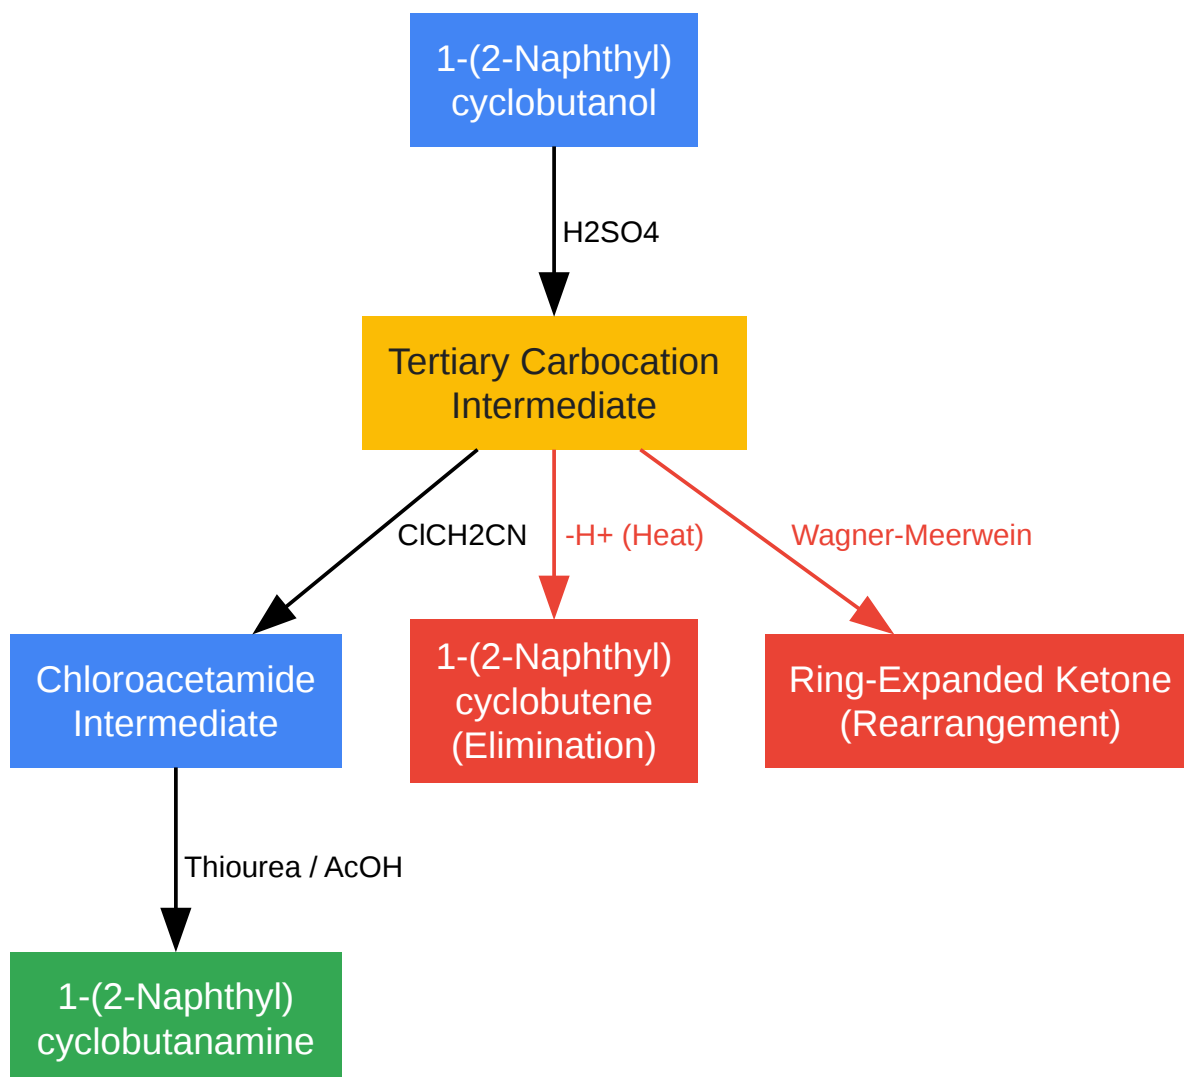 1-(2-Naphthyl)
cyclobutanol
H2SO4
Tertiary Carbocation
Intermediate
ClCH2CN
-H+ (Heat)
Wagner-Meerwein
Chloroacetamide
Intermediate
1-(2-Naphthyl)
cyclobutene
(Elimination)
Ring-Expanded Ketone
(Rearrangement)
Thiourea / AcOH
1-(2-Naphthyl)
cyclobutanamine